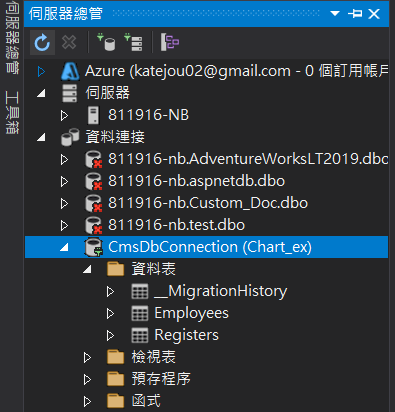 伺服器總管
工具箱
伺服器總管
Azure (katejou02@gmail.com - 0 個訂用帳戶
伺服器
811916-NB
資料連接
811916-nb.AdventureWorksLT2019.dbo
811916-nb.aspnetdb.dbo
811916-nb.Custom_Doc.dbo
811916-nb.test.dbo
CmsDbConnection (Chart_ex)
資料表
__MigrationHistory
Employees
Registers
檢視表
預存程序
函式